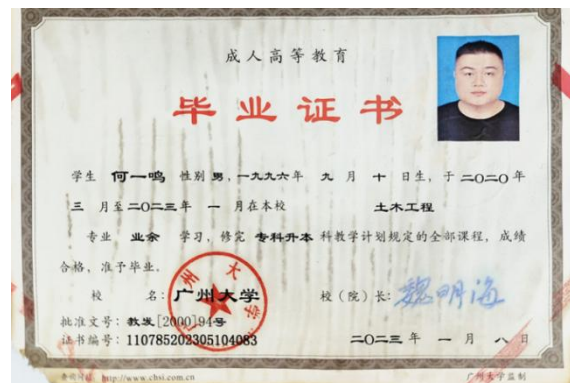 成人高等教育
毕业证书
学生 何一鸣 性别 男，一九九六年 九 月 十 日生，于二〇二〇年
三 月至二〇二三年 一 月在本校 土木工程
专业 业余 学习，修完 专科升本 科教学计划规定的全部课程，成绩
合格，准予毕业。
校 名：广州大学 校（院）长：魏明海
批准文号：教发[2000]94号
证书编号：110785202305104083 二〇二三年 一 月 八 日
查询网址：http://www.chsi.com.cn 广州大学监制